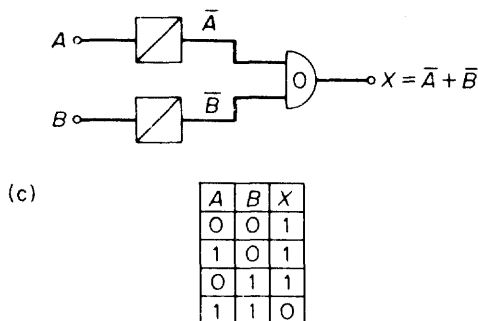 A
A̅
B
B̅
O
X = A̅ + B̅
(c)
A B X
0 0 1
1 0 1
0 1 1
1 1 0